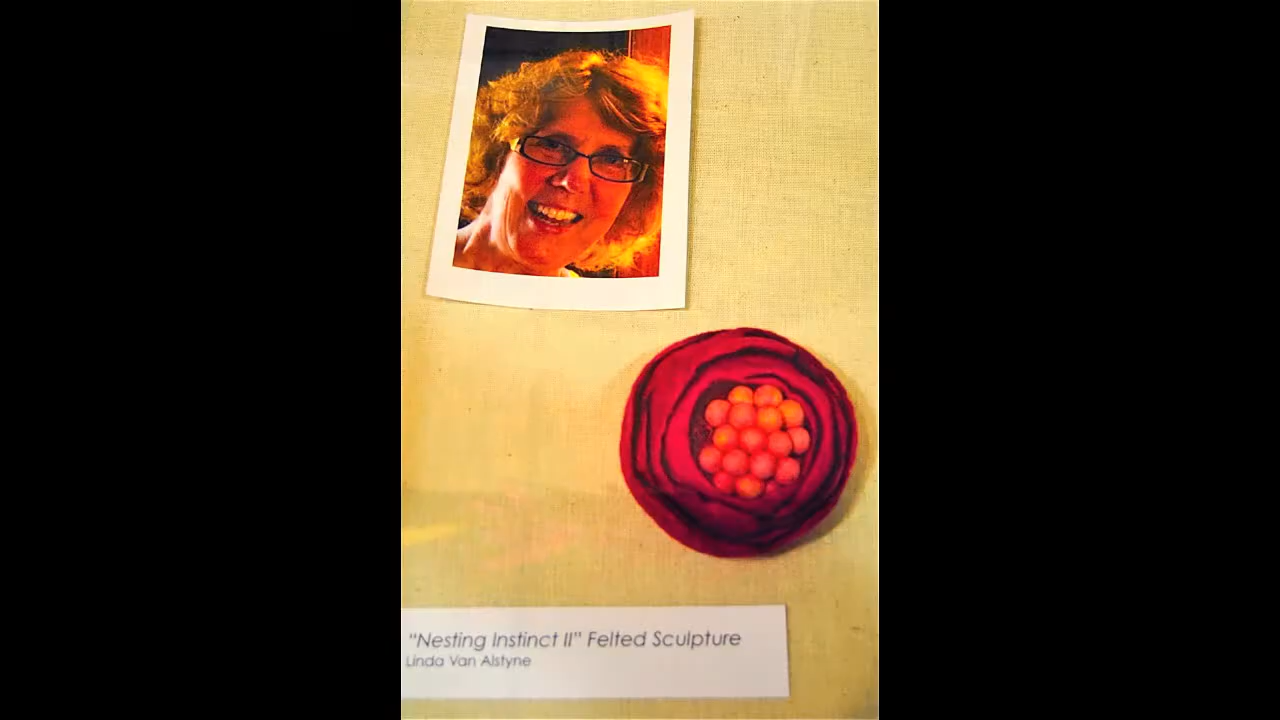 “Nesting Instinct II” Felted Sculpture
Linda Van Alstyne